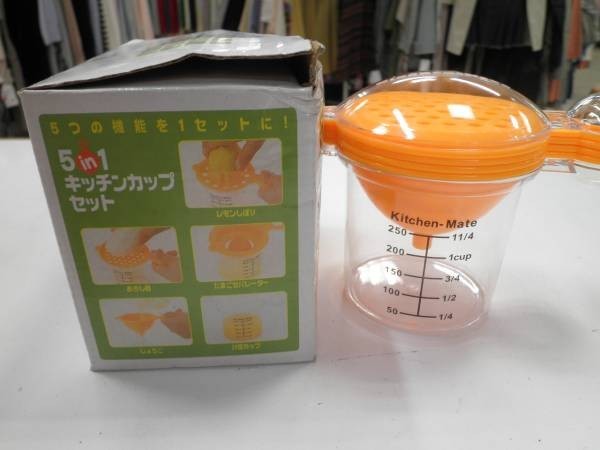 5つの機能を1セットに!
5in1
キッチンカップ
セット
レモンしぼり
おろし器
たまごセパレーター
じょうご
計量カップ
Kitchen-Mate
250 11/4
200 1cup
150 3/4
100 1/2
50 1/4